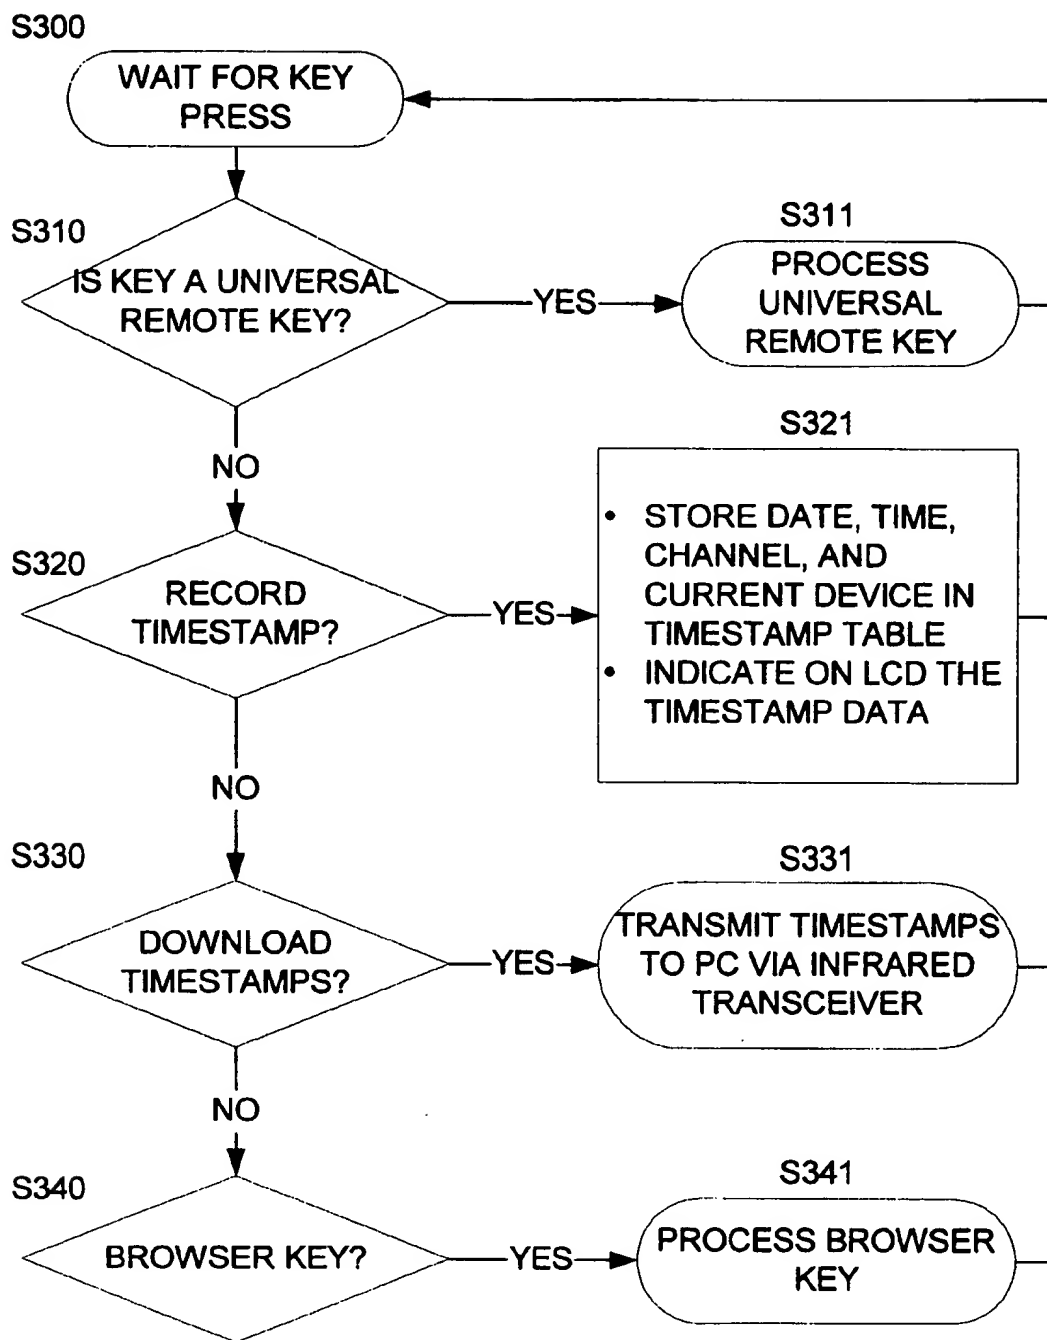 S300
WAIT FOR KEY
PRESS
S310
IS KEY A UNIVERSAL
REMOTE KEY?
YES
S311
PROCESS
UNIVERSAL
REMOTE KEY
NO
S320
RECORD
TIMESTAMP?
YES
S321
• STORE DATE, TIME,
CHANNEL, AND
CURRENT DEVICE IN
TIMESTAMP TABLE
• INDICATE ON LCD THE
TIMESTAMP DATA
NO
S330
DOWNLOAD
TIMESTAMPS?
YES
S331
TRANSMIT TIMESTAMPS
TO PC VIA INFRARED
TRANSCEIVER
NO
S340
BROWSER KEY?
YES
S341
PROCESS BROWSER
KEY